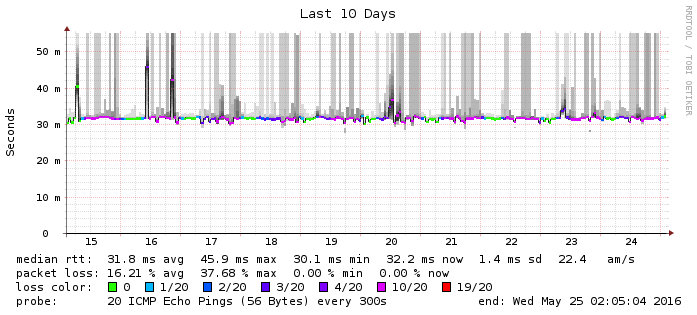 Last 10 Days
RRDTOOL / TOBI OETIKER
Seconds
50 m
40 m
30 m
20 m
10 m
0
15 16 17 18 19 20 21 22 23 24
median rtt: 31.8 ms avg 45.9 ms max 30.1 ms min 32.2 ms now 1.4 ms sd 22.4 am/s
packet loss: 16.21 % avg 37.68 % max 0.00 % min 0.00 % now
loss color: 0 1/20 2/20 3/20 4/20 10/20 19/20
probe: 20 ICMP Echo Pings (56 Bytes) every 300s end: Wed May 25 02:05:04 2016